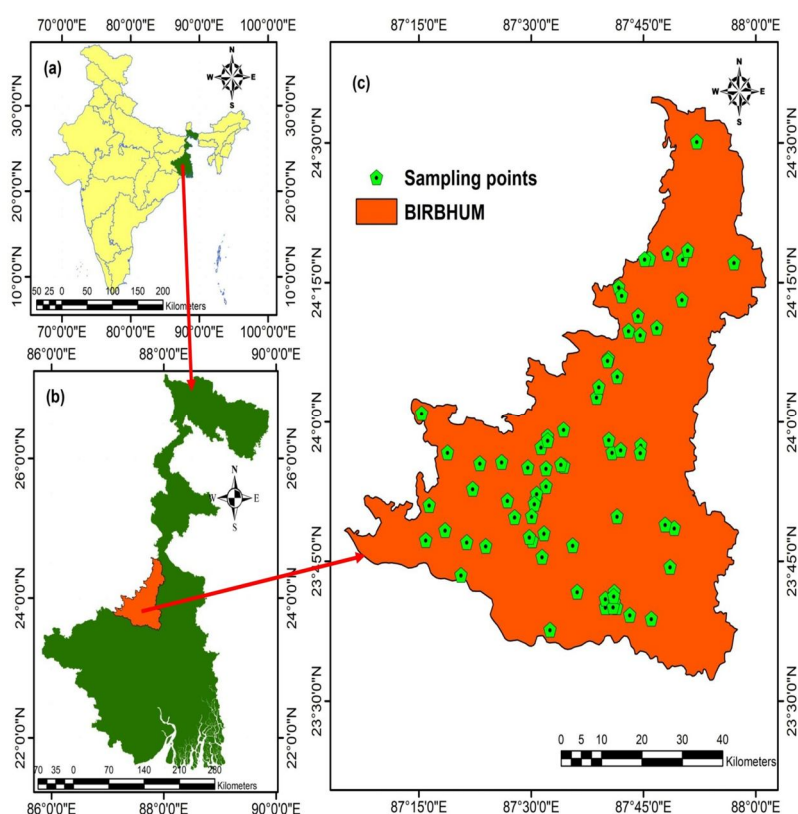 70°0'0"E 80°0'0"E 90°0'0"E 100°0'0"E
(a)
N
W E
S
30°0'0"N
20°0'0"N
10°0'0"N
30°0'0"N
20°0'0"N
10°0'0"N
50 25 0 50 100 150 200
Kilometers
70°0'0"E 80°0'0"E 90°0'0"E 100°0'0"E
86°0'0"E 88°0'0"E 90°0'0"E
(b)
N
W E
S
26°0'0"N
24°0'0"N
22°0'0"N
26°0'0"N
24°0'0"N
22°0'0"N
70 35 0 70 140 210 280
Kilometers
86°0'0"E 88°0'0"E 90°0'0"E
87°15'0"E 87°30'0"E 87°45'0"E 88°0'0"E
(c)
N
W E
S
Sampling points
BIRBHUM
24°30'0"N
24°15'0"N
24°0'0"N
23°45'0"N
23°30'0"N
24°30'0"N
24°15'0"N
24°0'0"N
23°45'0"N
23°30'0"N
0 5 10 20 30 40
Kilometers
87°15'0"E 87°30'0"E 87°45'0"E 88°0'0"E